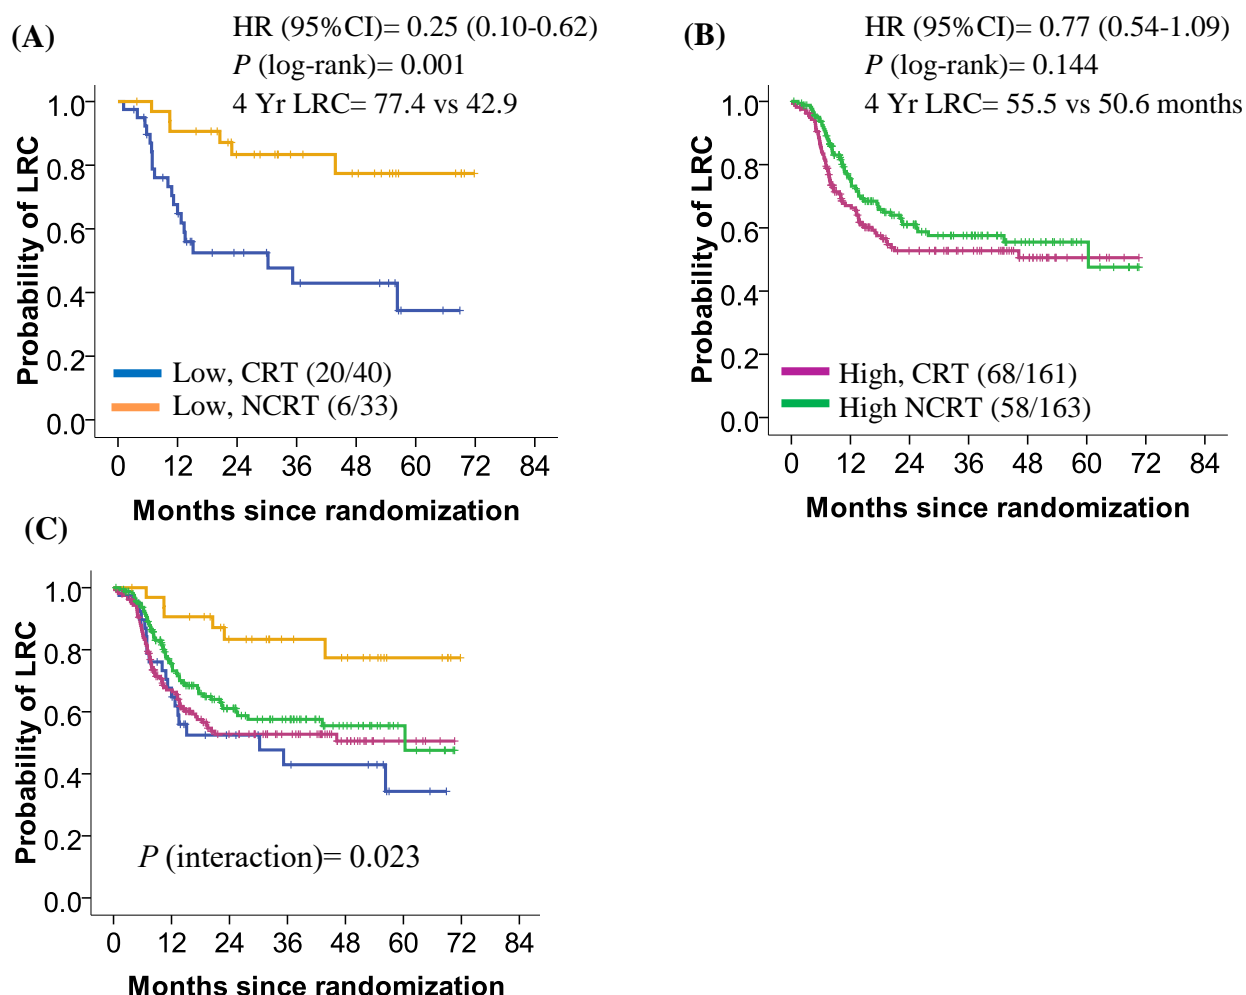 (A)
HR (95%CI)= 0.25 (0.10-0.62)
P (log-rank)= 0.001
4 Yr LRC= 77.4 vs 42.9
Probability of LRC
1.0
0.8
0.6
0.4
0.2
0.0
Low, CRT (20/40)
Low, NCRT (6/33)
0 12 24 36 48 60 72 84
Months since randomization
(B)
HR (95%CI)= 0.77 (0.54-1.09)
P (log-rank)= 0.144
4 Yr LRC= 55.5 vs 50.6 months
Probability of LRC
1.0
0.8
0.6
0.4
0.2
0.0
High, CRT (68/161)
High NCRT (58/163)
0 12 24 36 48 60 72 84
Months since randomization
(C)
Probability of LRC
1.0
0.8
0.6
0.4
0.2
0.0
P (interaction)= 0.023
0 12 24 36 48 60 72 84
Months since randomization